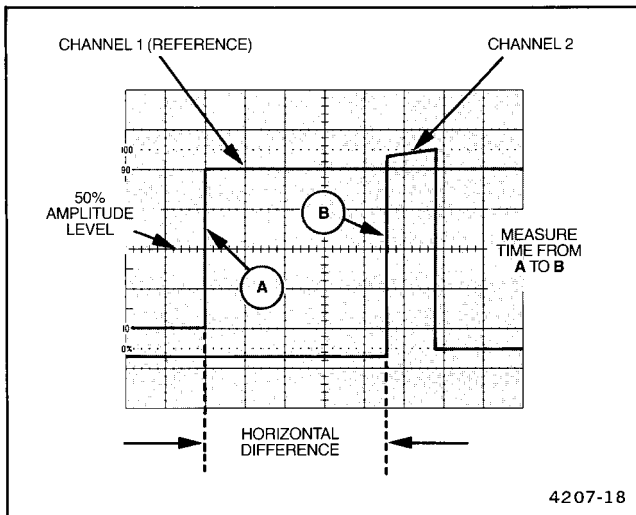 CHANNEL 1 (REFERENCE)
CHANNEL 2
100
90
50%
AMPLITUDE
LEVEL
B
MEASURE
TIME FROM
A TO B
A
10
0%
HORIZONTAL
DIFFERENCE
4207-18